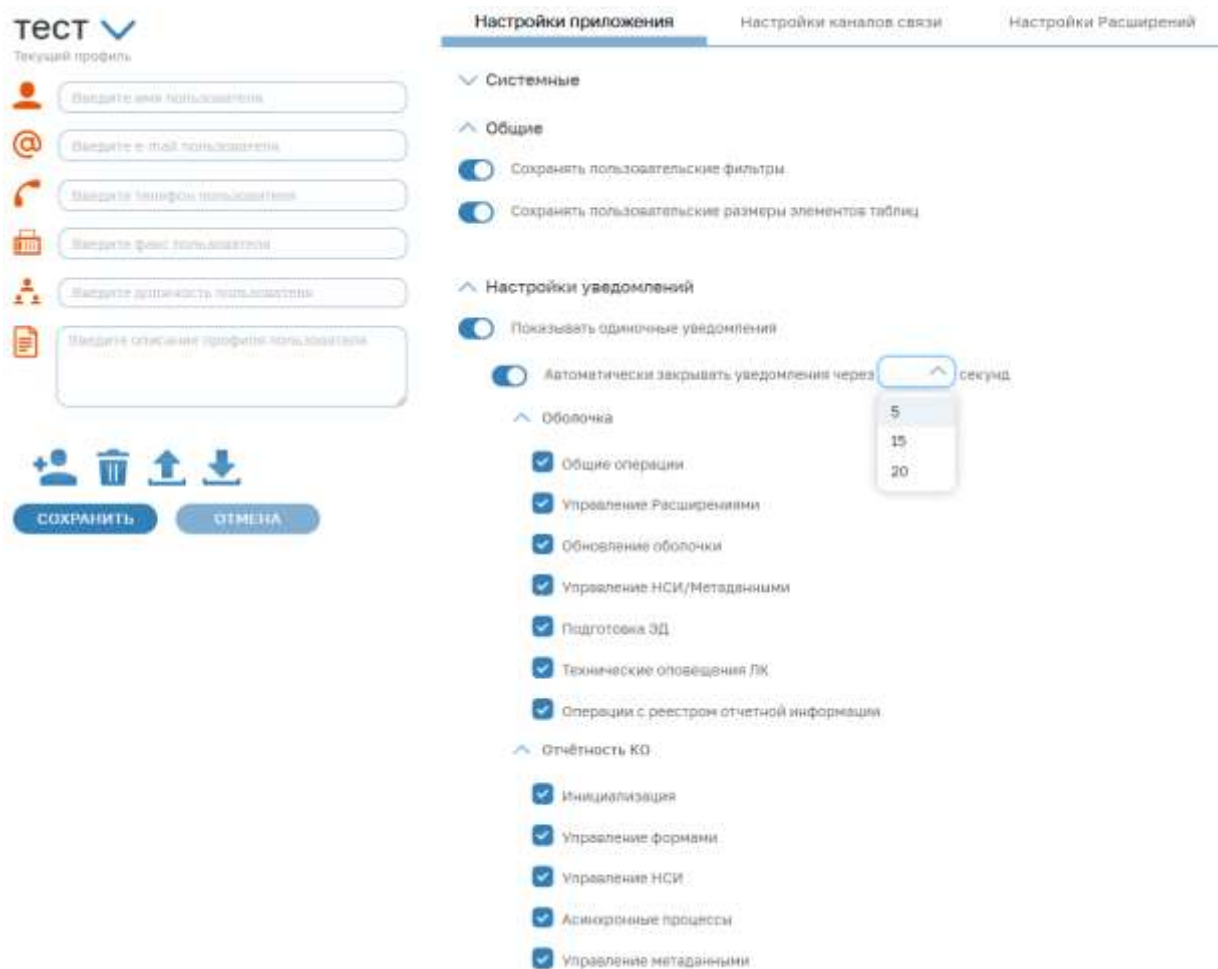 тест
Текущий профиль
Введите имя пользователя
Введите e-mail пользователя
Введите телефон пользователя
Введите факс пользователя
Введите должность пользователя
Введите описание профиля пользователя
СОХРАНИТЬ
ОТМЕНА
Настройки приложения
Настройки каналов связи
Настройки Расширений
Системные
Общие
Сохранять пользовательские фильтры
Сохранять пользовательские размеры элементов таблиц
Настройки уведомлений
Показывать одиночные уведомления
Автоматически закрывать уведомления через секунд
5
15
20
Оболочка
Общие операции
Управление Расширениями
Обновление оболочки
Управление НСИ/Метаданными
Подготовка ЭД
Технические оповещения ЛК
Операции с реестром отчетной информации
Отчётность КО
Инициализация
Управление формами
Управление НСИ
Асинхронные процессы
Управление метаданными